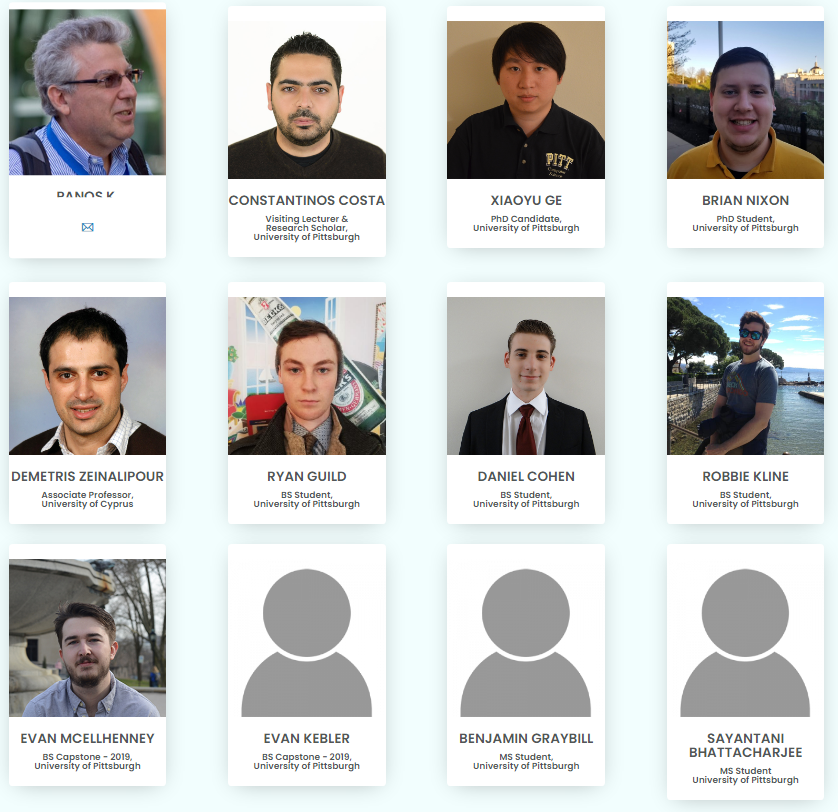 PANOS K.
CONSTANTINOS COSTA
Visiting Lecturer &
Research Scholar,
University of Pittsburgh
PITT
XIAOYU GE
PhD Candidate,
University of Pittsburgh
BRIAN NIXON
PhD Student,
University of Pittsburgh
DEMETRIS ZEINALIPOUR
Associate Professor,
University of Cyprus
RYAN GUILD
BS Student,
University of Pittsburgh
DANIEL COHEN
BS Student,
University of Pittsburgh
ROBBIE KLINE
BS Student,
University of Pittsburgh
EVAN MCELLHENNEY
BS Capstone - 2019,
University of Pittsburgh
EVAN KEBLER
BS Capstone - 2019,
University of Pittsburgh
BENJAMIN GRAYBILL
MS Student,
University of Pittsburgh
SAYANTANI
BHATTACHARJEE
MS Student
University of Pittsburgh